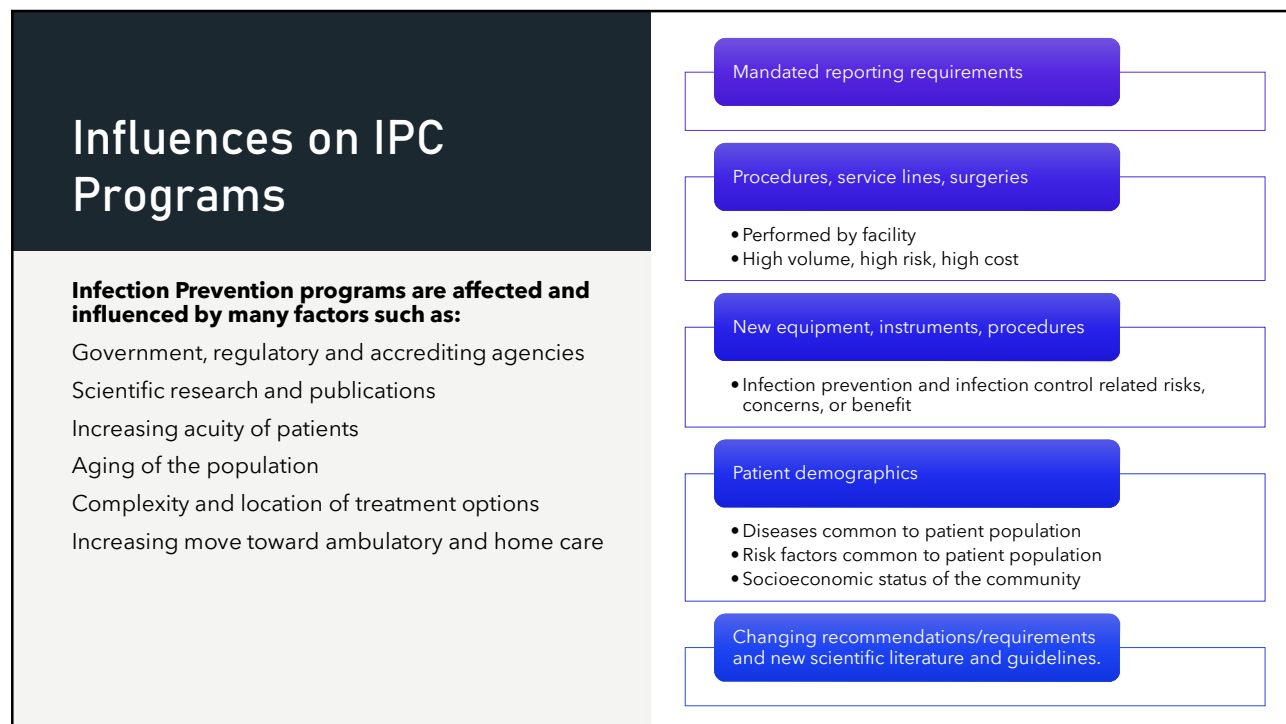 Influences on IPC
Programs
Infection Prevention programs are affected and
influenced by many factors such as:
Government, regulatory and accrediting agencies
Scientific research and publications
Increasing acuity of patients
Aging of the population
Complexity and location of treatment options
Increasing move toward ambulatory and home care
Mandated reporting requirements
Procedures, service lines, surgeries
•Performed by facility
•High volume, high risk, high cost
New equipment, instruments, procedures
•Infection prevention and infection control related risks,
concerns, or benefit
Patient demographics
•Diseases common to patient population
•Risk factors common to patient population
•Socioeconomic status of the community
Changing recommendations/requirements
and new scientific literature and guidelines.